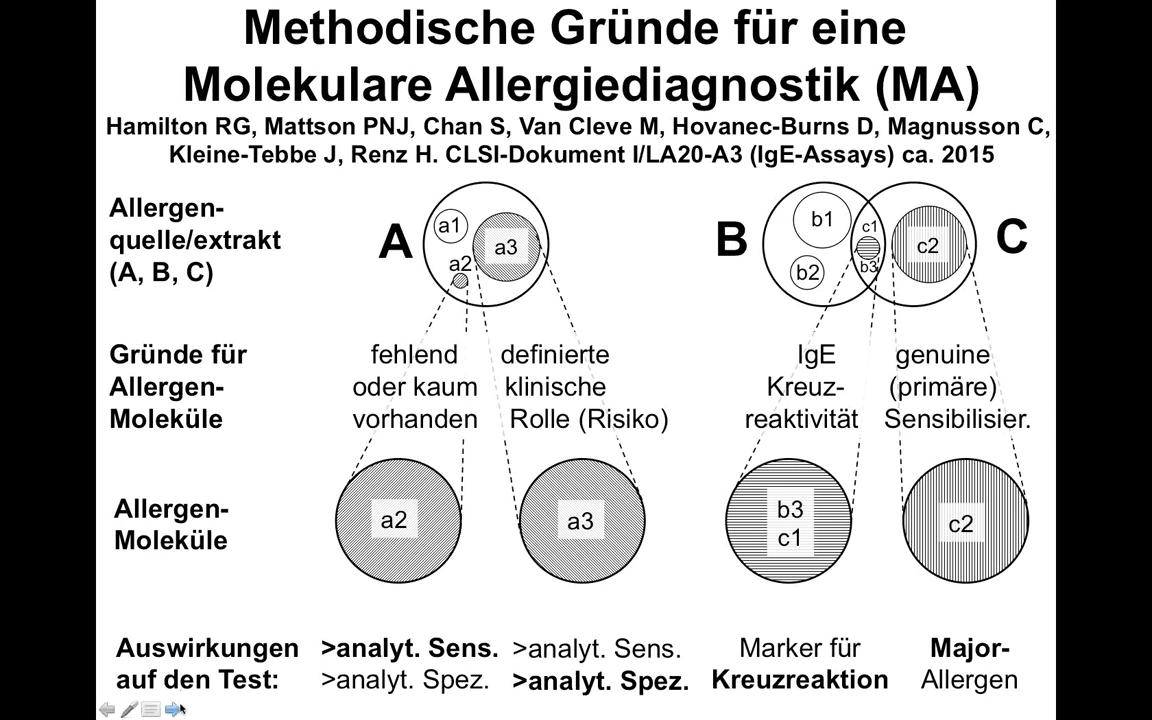 Methodische Gründe für eine
Molekulare Allergiediagnostik (MA)
Hamilton RG, Mattson PNJ, Chan S, Van Cleve M, Hovanec-Burns D, Magnusson C,
Kleine-Tebbe J, Renz H. CLSI-Dokument I/LA20-A3 (IgE-Assays) ca. 2015
Allergen-
quelle/extrakt
(A, B, C)
A
a1
a2
a3
B
b1
b2
c1
b3
c2
C
Gründe für
Allergen-
Moleküle
fehlend
oder kaum
vorhanden
definierte
klinische
Rolle (Risiko)
IgE
Kreuz-
reaktivität
genuine
(primäre)
Sensibilisier.
Allergen-
Moleküle
a2
a3
b3
c1
c2
Auswirkungen
auf den Test:
>analyt. Sens.
>analyt. Spez.
>analyt. Sens.
>analyt. Spez.
Marker für
Kreuzreaktion
Major-
Allergen